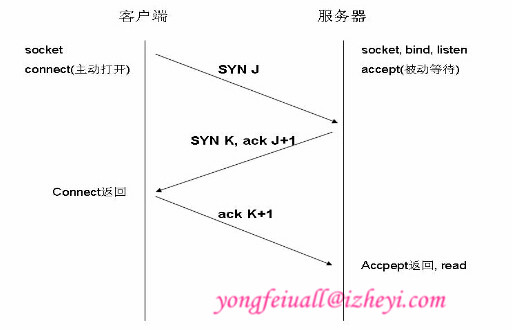 客户端
服务器
socket
connect(主动打开)
socket, bind, listen
accept(被动等待)
SYN J
SYN K, ack J+1
Connect返回
ack K+1
Accpept返回, read
yongfeiuall@izheyi.com